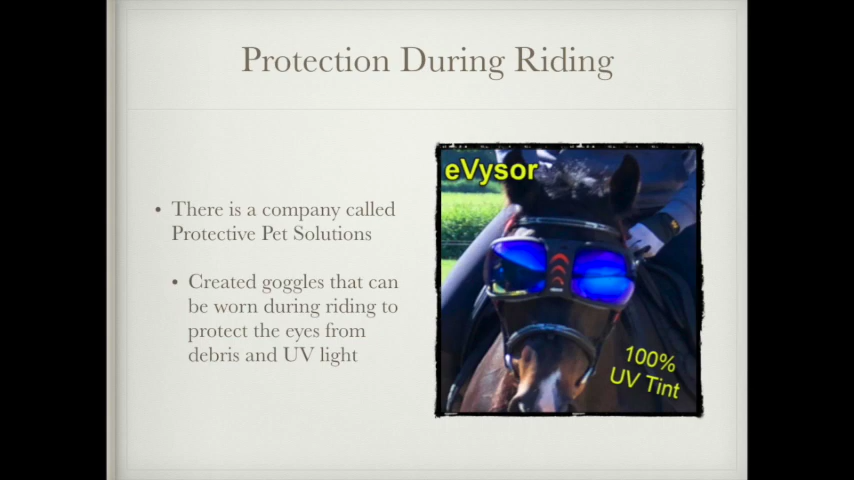 Protection During Riding
• There is a company called
Protective Pet Solutions
• Created goggles that can
be worn during riding to
protect the eyes from
debris and UV light
eVysor
100%
UV Tint